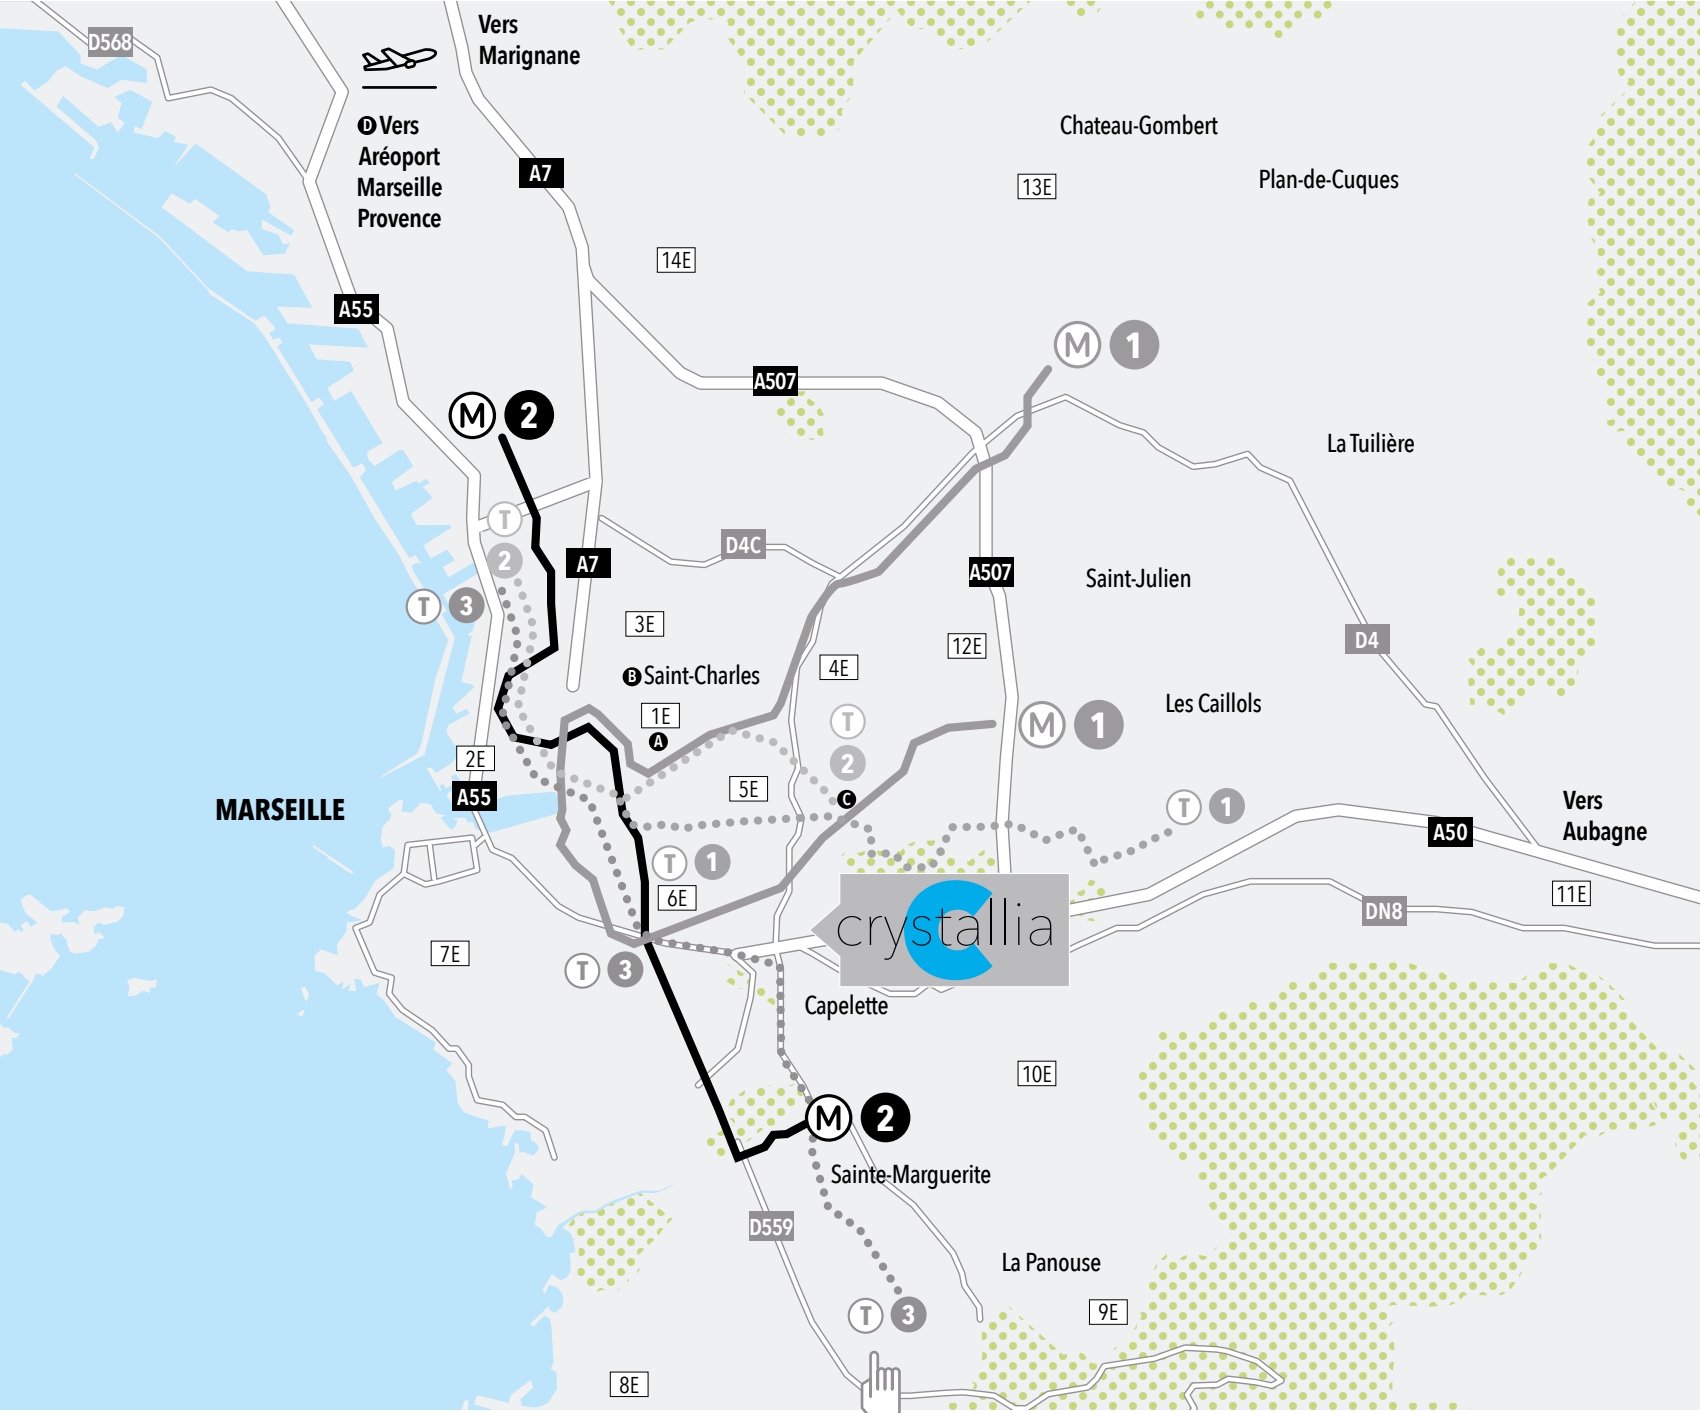 D568
Vers
Marignane
D Vers
Aréoport
Marseille
Provence
A7
Chateau-Gombert
13E
Plan-de-Cuques
14E
A55
M 1
A507
M 2
La Tuilière
T
2
D4C
A7
A507
Saint-Julien
T 3
3E
12E
D4
4E
B Saint-Charles
Les Caillols
1E
A
T
2
M 1
2E
A55
5E
C
MARSEILLE
T 1
Vers
Aubagne
A50
T 1
6E
11E
DN8
crystallia
7E
T 3
Capelette
10E
M 2
Sainte-Marguerite
D559
La Panouse
T 3
9E
8E